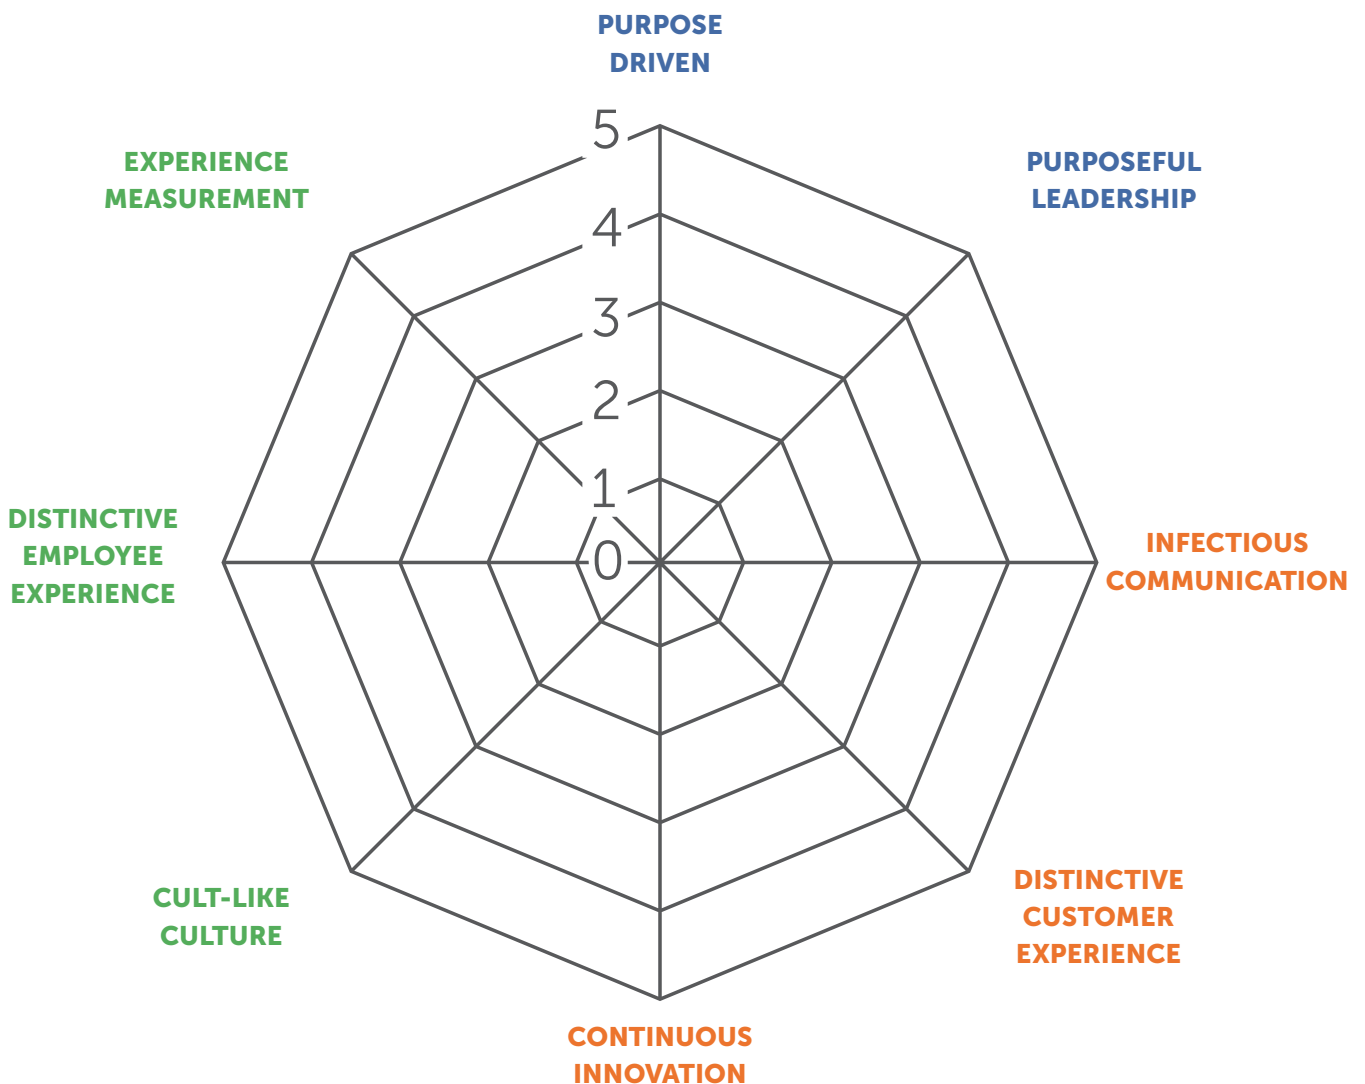 PURPOSE
DRIVEN
PURPOSEFUL
LEADERSHIP
INFECTIOUS
COMMUNICATION
DISTINCTIVE
CUSTOMER
EXPERIENCE
CONTINUOUS
INNOVATION
CULT-LIKE
CULTURE
DISTINCTIVE
EMPLOYEE
EXPERIENCE
EXPERIENCE
MEASUREMENT
5
4
3
2
1
0